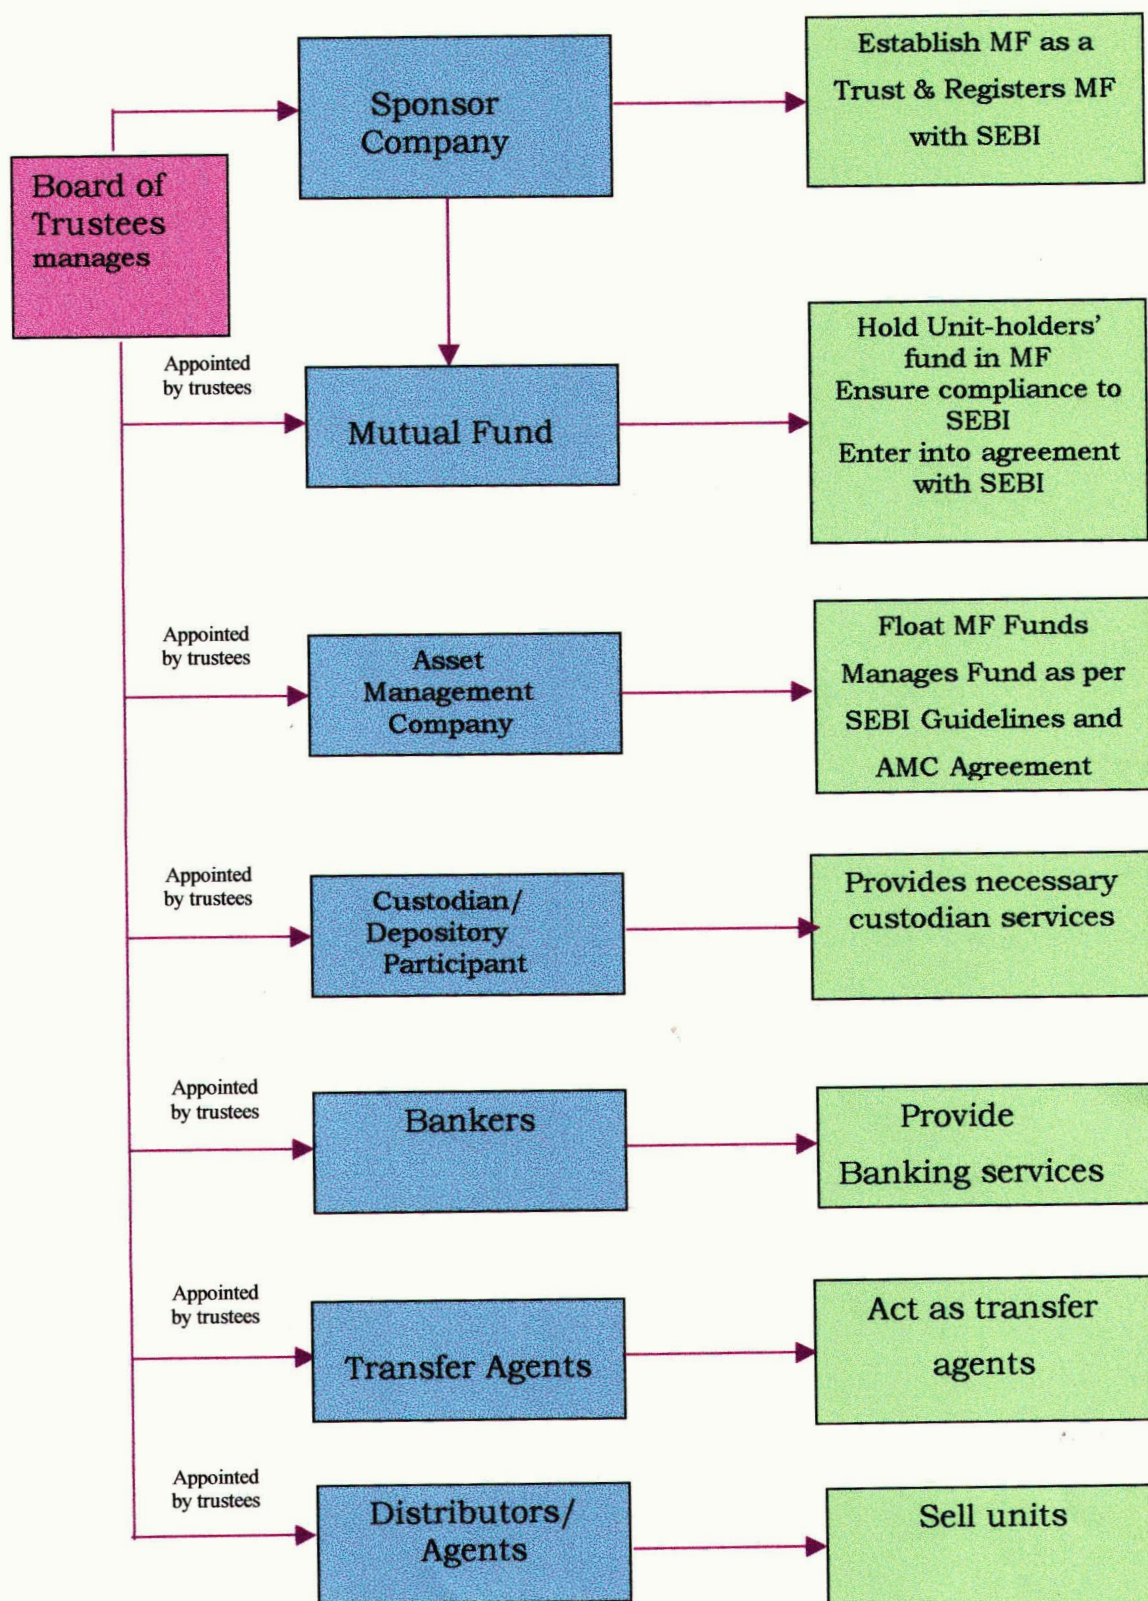 Sponsor
Company
Establish MF as a
Trust & Registers MF
with SEBI
Board of
Trustees
manages
Appointed
by trustees
Mutual Fund
Hold Unit-holders'
fund in MF
Ensure compliance to
SEBI
Enter into agreement
with SEBI
Appointed
by trustees
Asset
Management
Company
Float MF Funds
Manages Fund as per
SEBI Guidelines and
AMC Agreement
Appointed
by trustees
Custodian/
Depository
Participant
Provides necessary
custodian services
Appointed
by trustees
Bankers
Provide
Banking services
Appointed
by trustees
Transfer Agents
Act as transfer
agents
Appointed
by trustees
Distributors/
Agents
Sell units